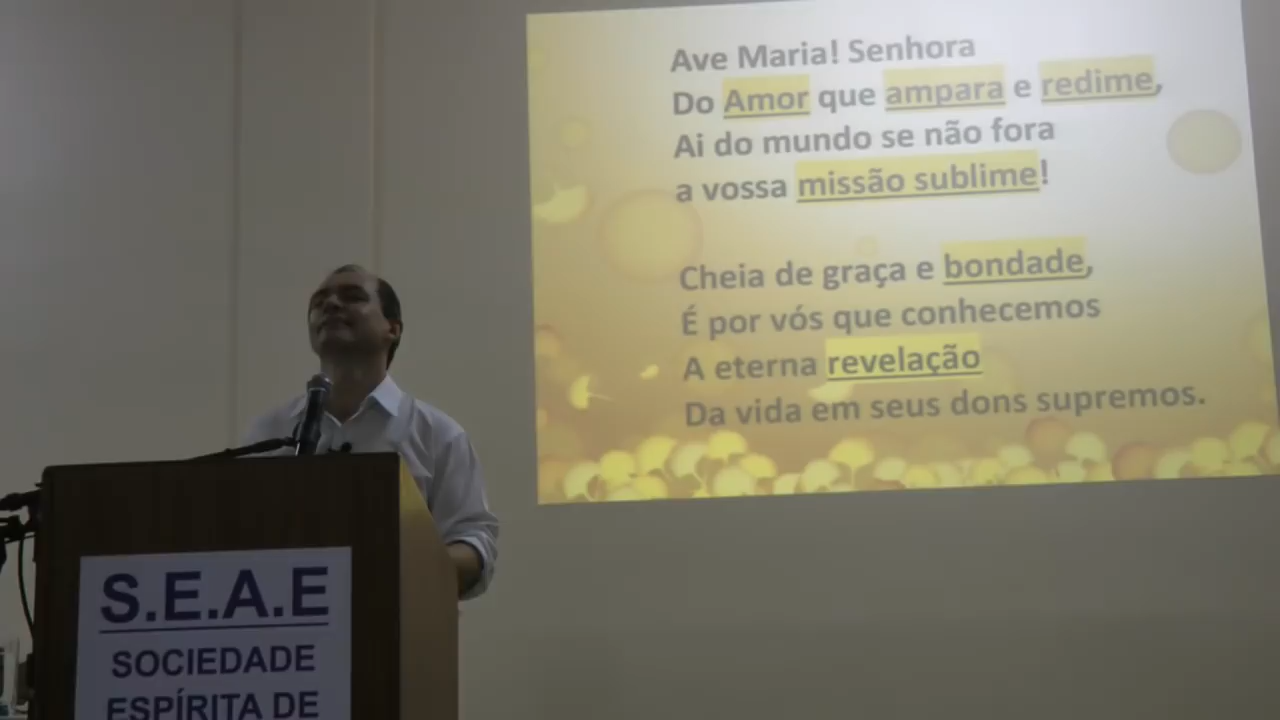 Ave Maria! Senhora
Do Amor que ampara e redime,
Ai do mundo se não fora
a vossa missão sublime!
Cheia de graça e bondade,
É por vós que conhecemos
A eterna revelação
Da vida em seus dons supremos.
S.E.A.E
SOCIEDADE
ESPÍRITA DE